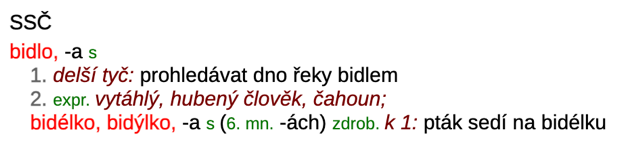 SSČ
bidlo, -a s
1. delší tyč: prohledávat dno řeky bidlem
2. expr. vytáhlý, hubený člověk, čahoun;
bidélko, bidýlko, -a s (6. mn. -ách) zdrob. k 1: pták sedí na bidélku